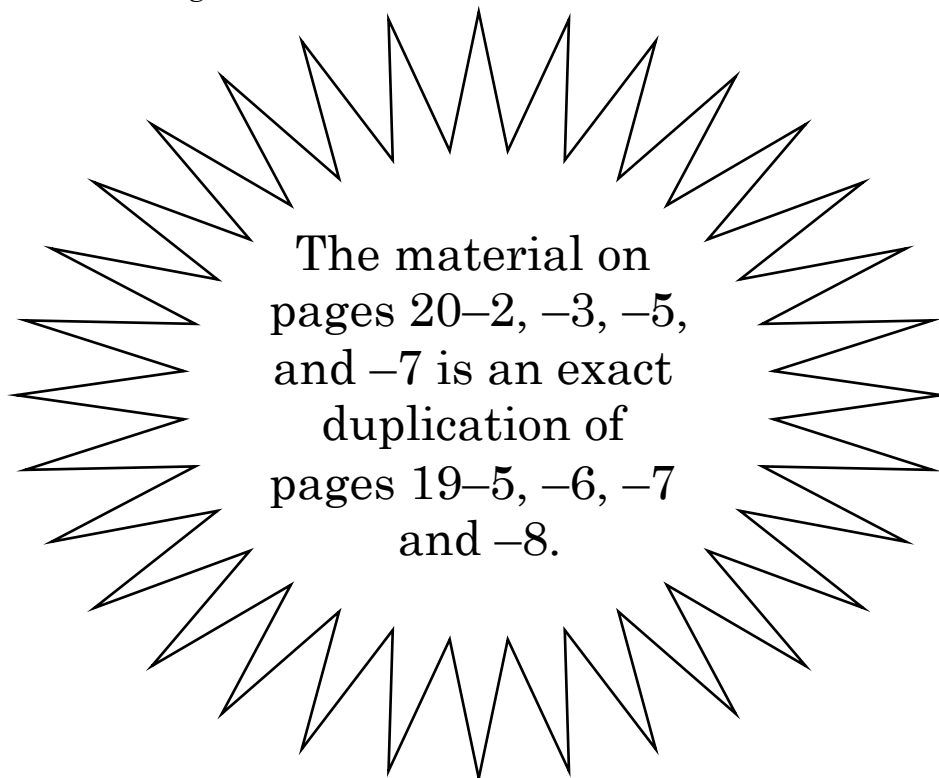 The material on
pages 20–2, –3, –5,
and –7 is an exact
duplication of
pages 19–5, –6, –7
and –8.